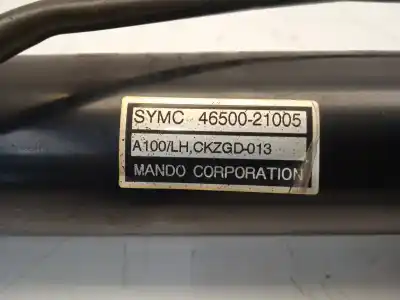 SYMC 46500-21005
A100/LH,CKZGD-013
MANDO CORPORATION